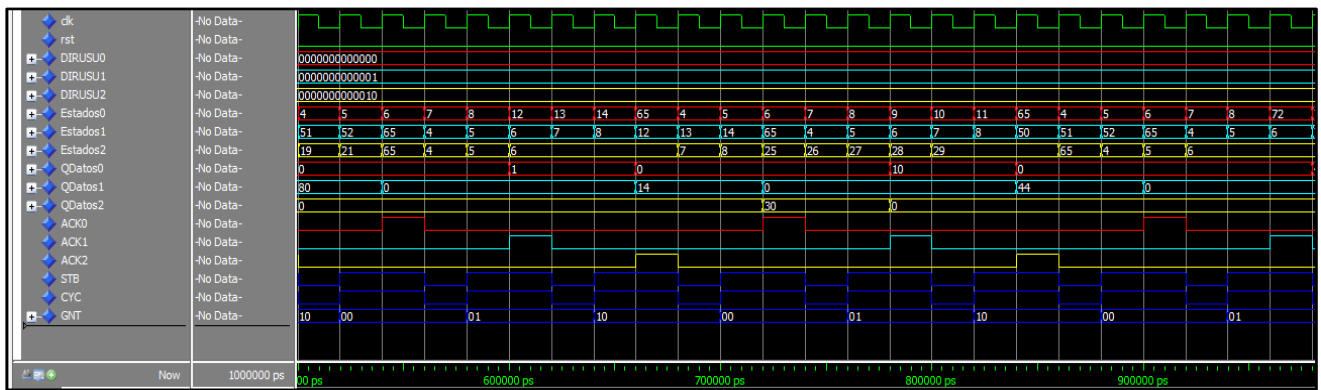 clk -No Data-
rst -No Data-
DIRUSU0 -No Data- 0000000000000
DIRUSU1 -No Data- 0000000000001
DIRUSU2 -No Data- 0000000000010
Estados0 -No Data- 4 5 6 7 8 12 13 14 65 4 5 6 7 8 9 10 11 65 4 5 6 7 8 72
Estados1 -No Data- 51 52 65 4 5 6 7 8 12 13 14 65 4 5 6 7 8 50 51 52 65 4 5 6
Estados2 -No Data- 19 21 65 4 5 6 7 8 25 26 27 28 29 65 4 5 6
QDatos0 -No Data- 0 1 0 10 0
QDatos1 -No Data- 80 0 14 0 44 0
QDatos2 -No Data- 0 30 0
ACK0 -No Data-
ACK1 -No Data-
ACK2 -No Data-
STB -No Data-
CYC -No Data-
GNT -No Data- 10 00 01 10 00 01 10 00 01
Now 1000000 ps 00 ps 600000 ps 700000 ps 800000 ps 900000 ps